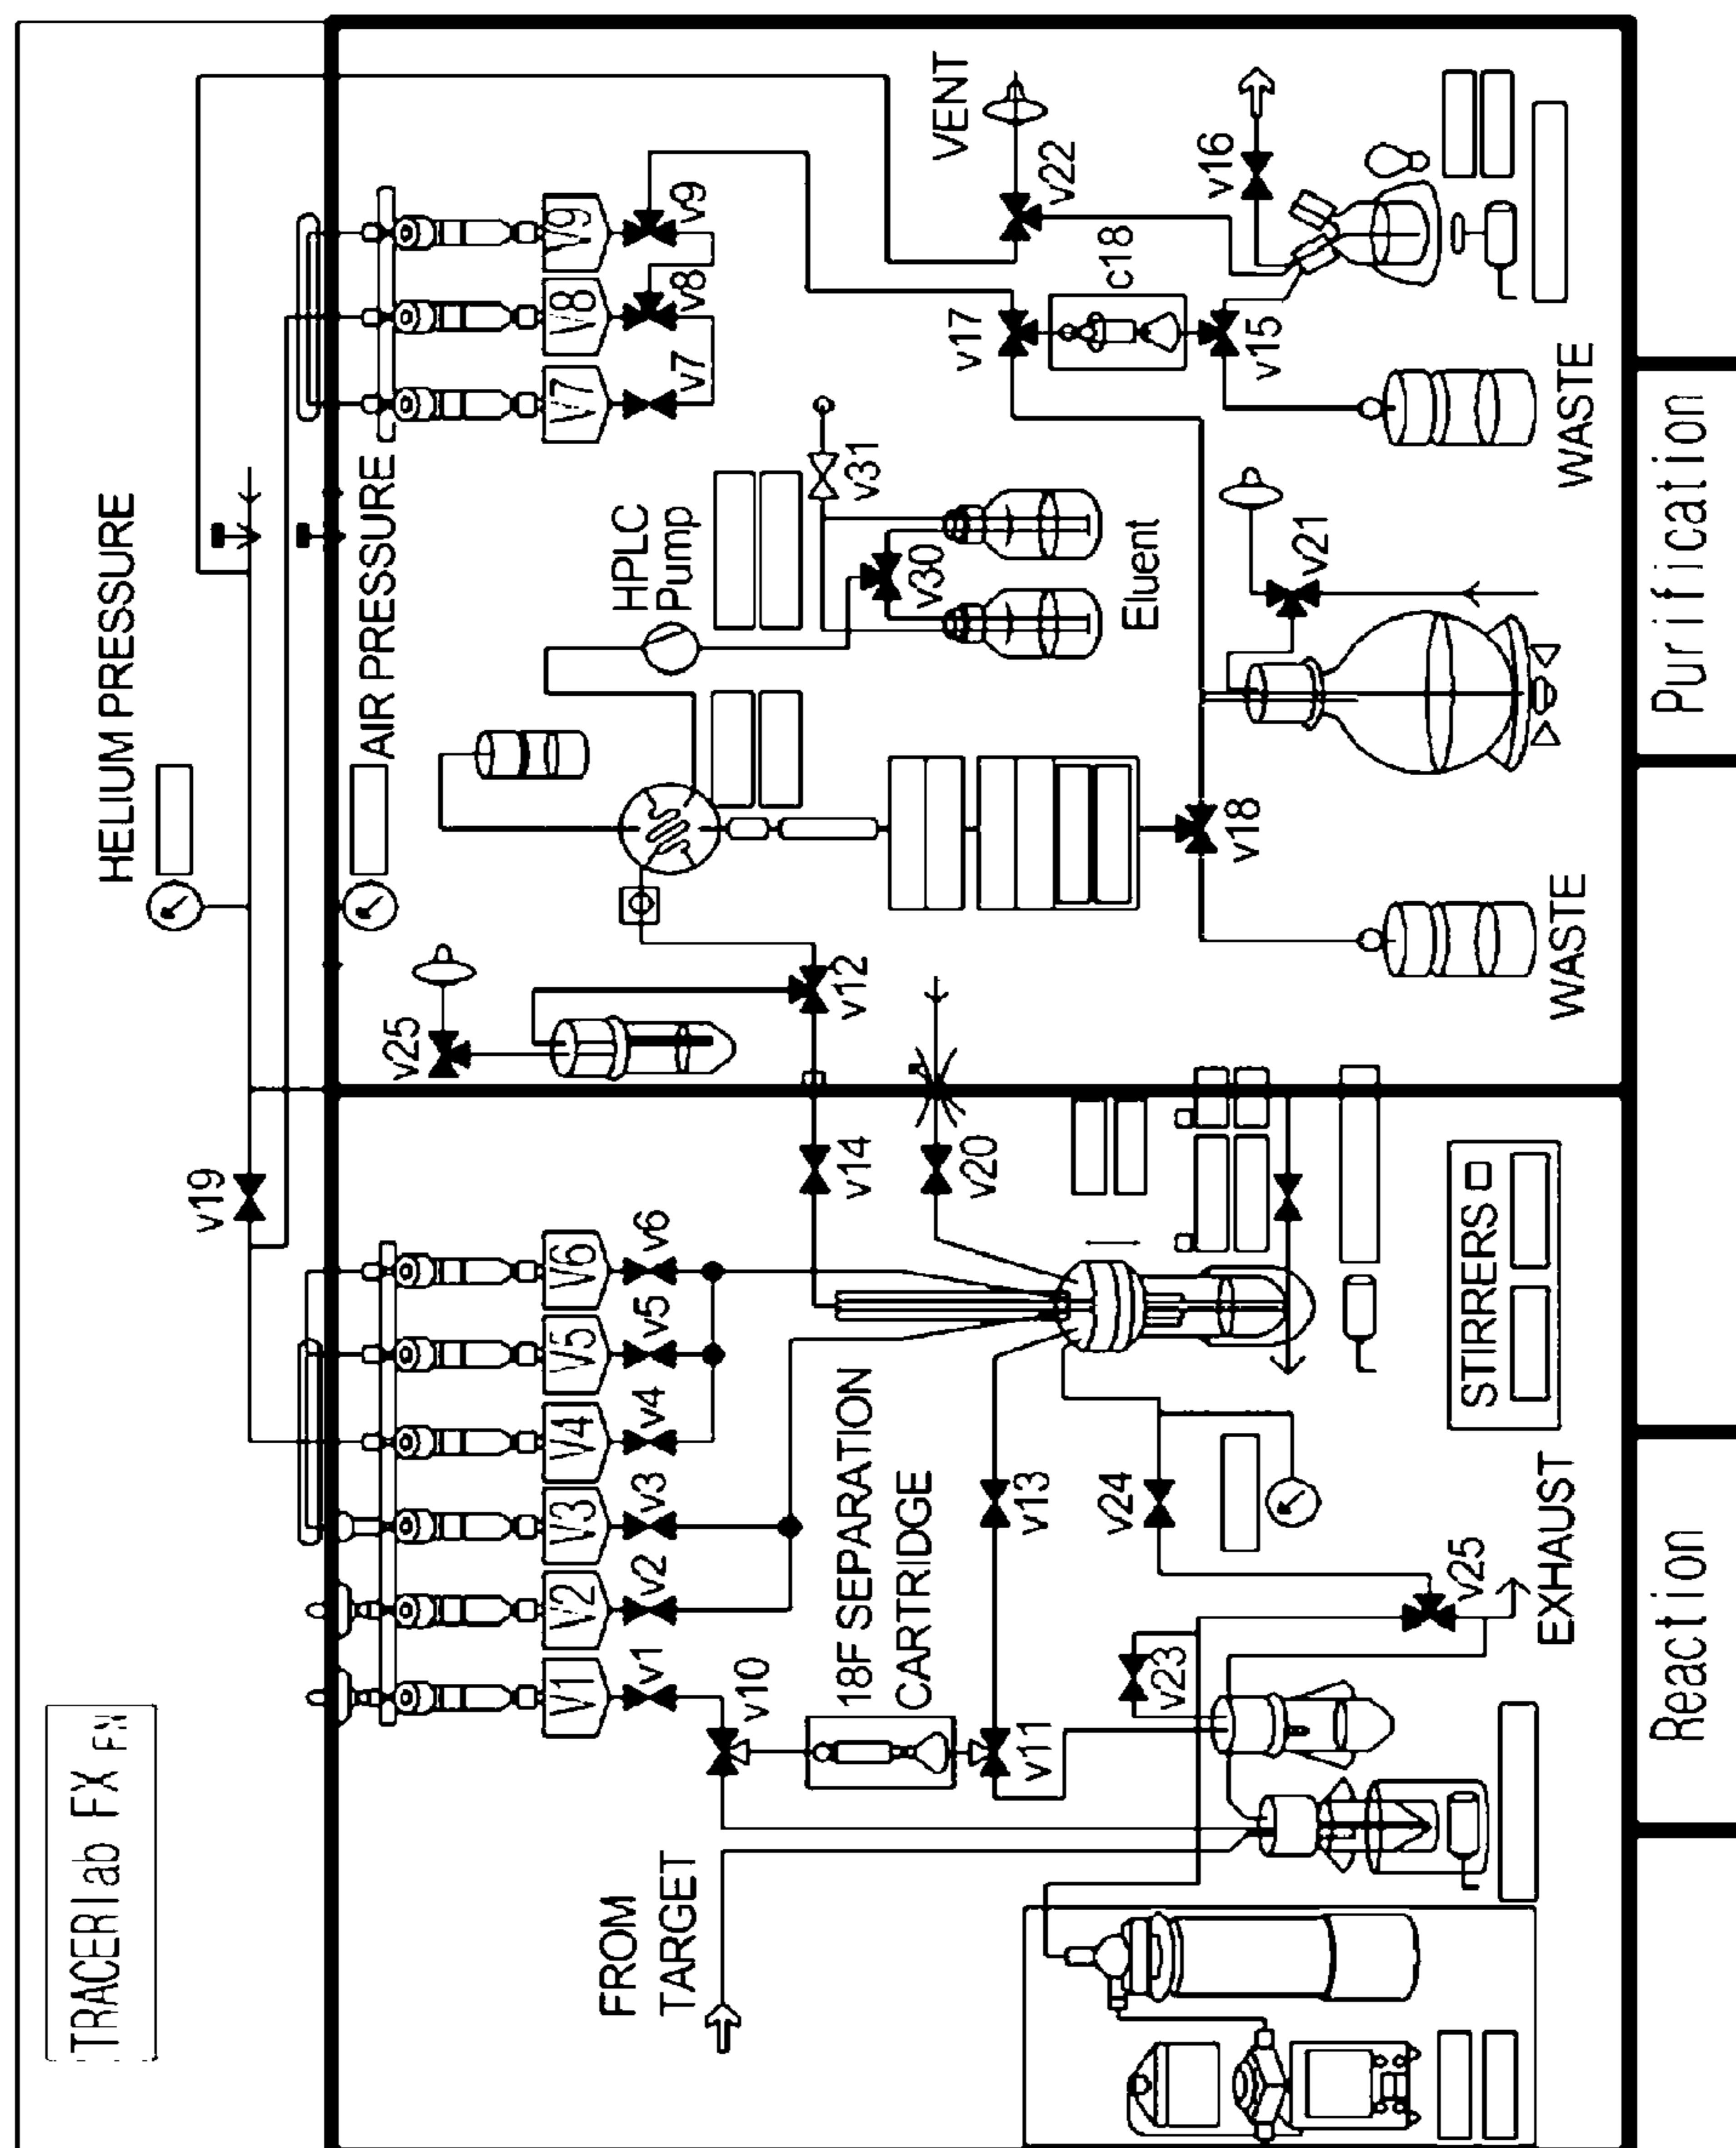 TRACERlab FX FN
HELIUM PRESSURE
AIR PRESSURE
v19
V1
V2
V3
V4
V5
V6
V7
V8
V9
v1
v2
v3
v4
v5
v6
v7
v8
v9
FROM
TARGET
v10
18F SEPARATION
CARTRIDGE
v11
v13
v14
v20
v24
v23
v25
EXHAUST
STIRRERS
v25
v12
HPLC
Pump
v31
v30
Eluent
v18
WASTE
v21
v17
c18
v15
WASTE
VENT
v22
v16
Reaction
Purification